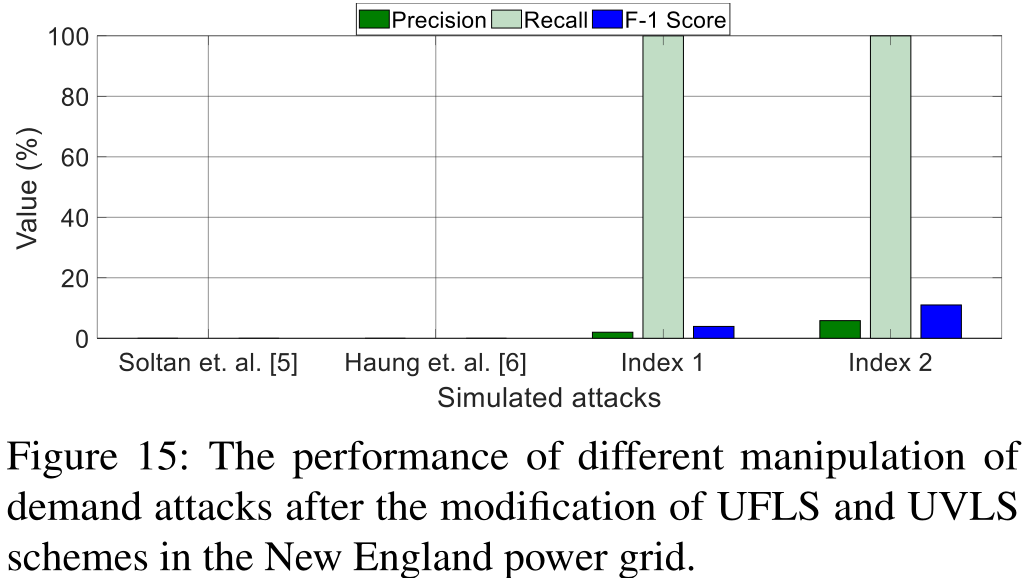 Precision Recall F-1 Score
100
80
60
40
20
0
Value (%)
Soltan et. al. [5] Haung et. al. [6] Index 1 Index 2
Simulated attacks
Figure 15: The performance of different manipulation of
demand attacks after the modification of UFLS and UVLS
schemes in the New England power grid.